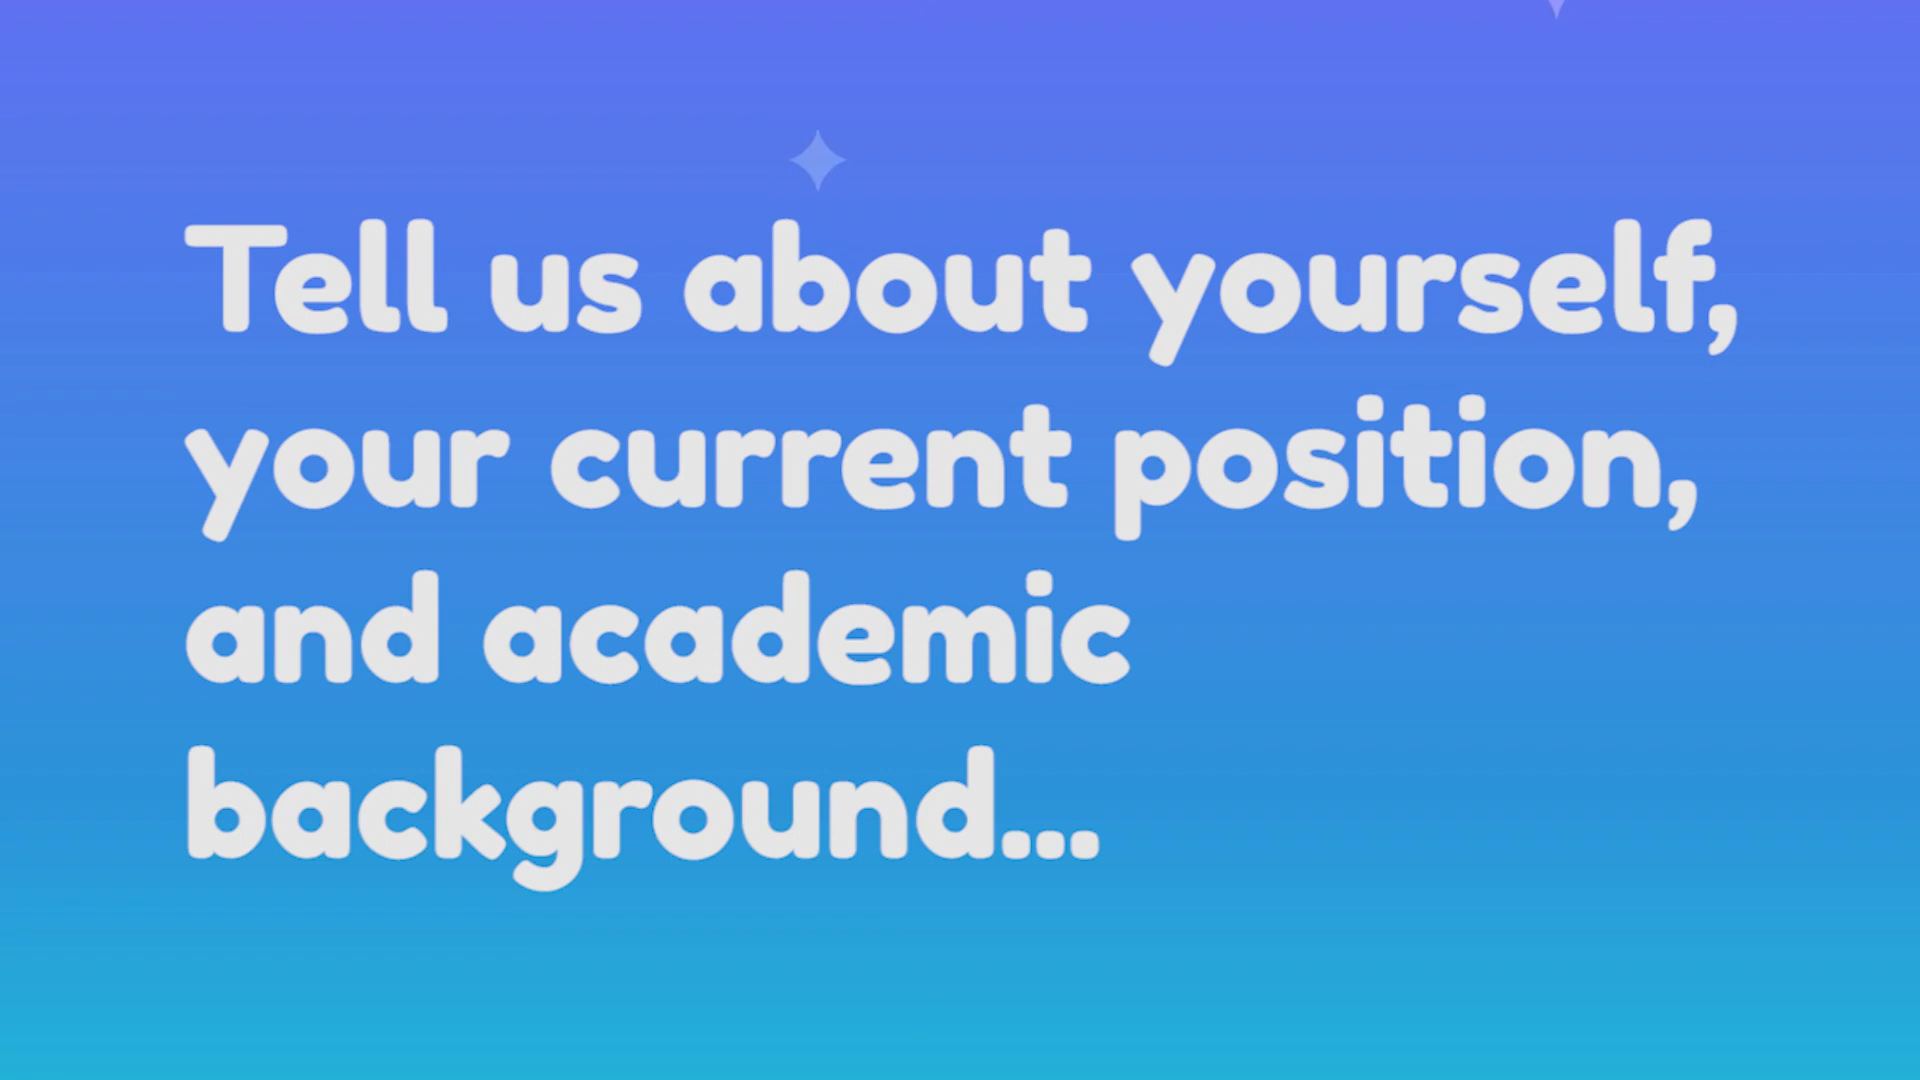 Tell us about yourself,
your current position,
and academic
background...